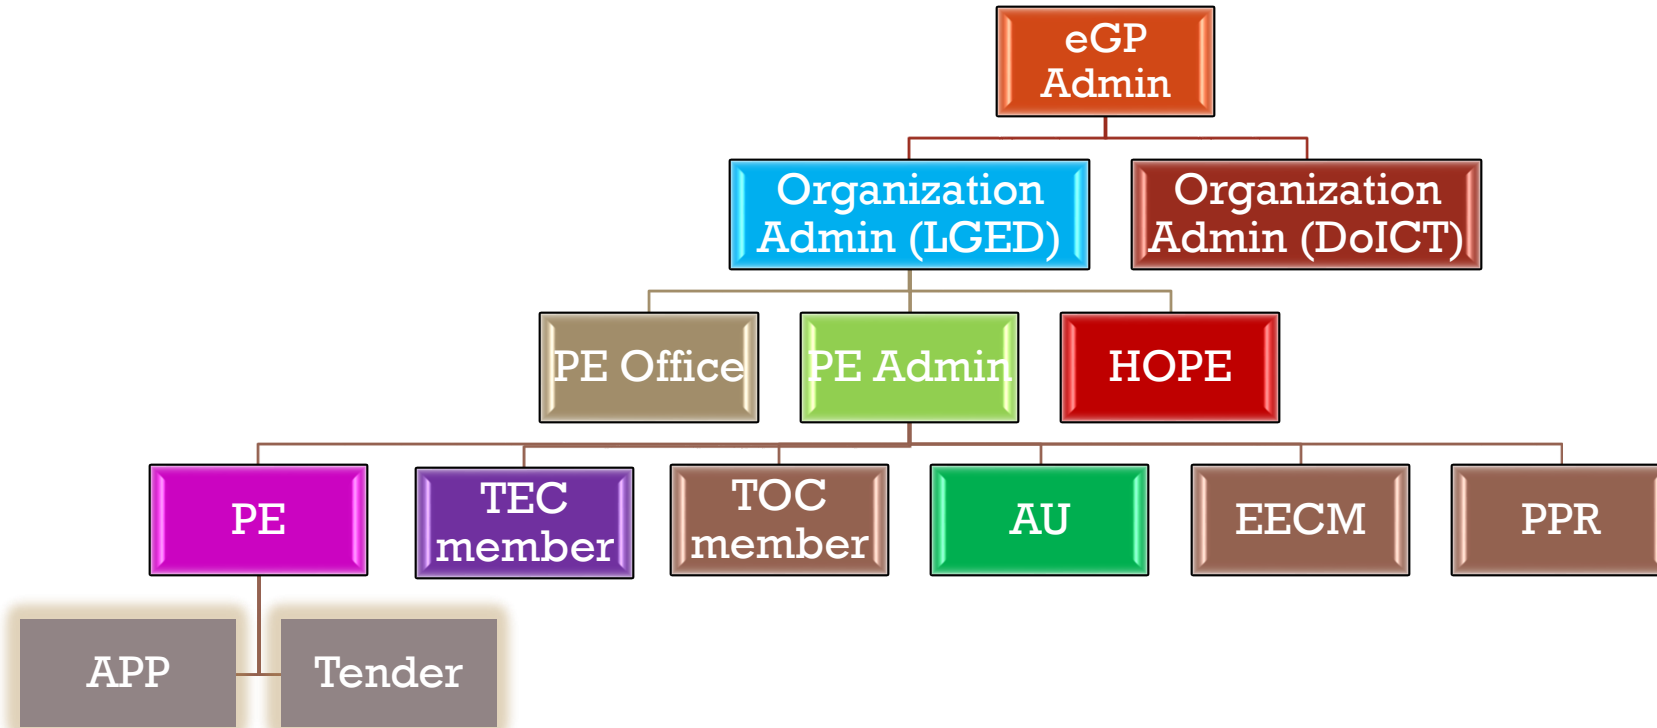 eGP
Admin
Organization
Admin (LGED)
Organization
Admin (DoICT)
PE Office
PE Admin
HOPE
PE
TEC
member
TOC
member
AU
EECM
PPR
APP
Tender